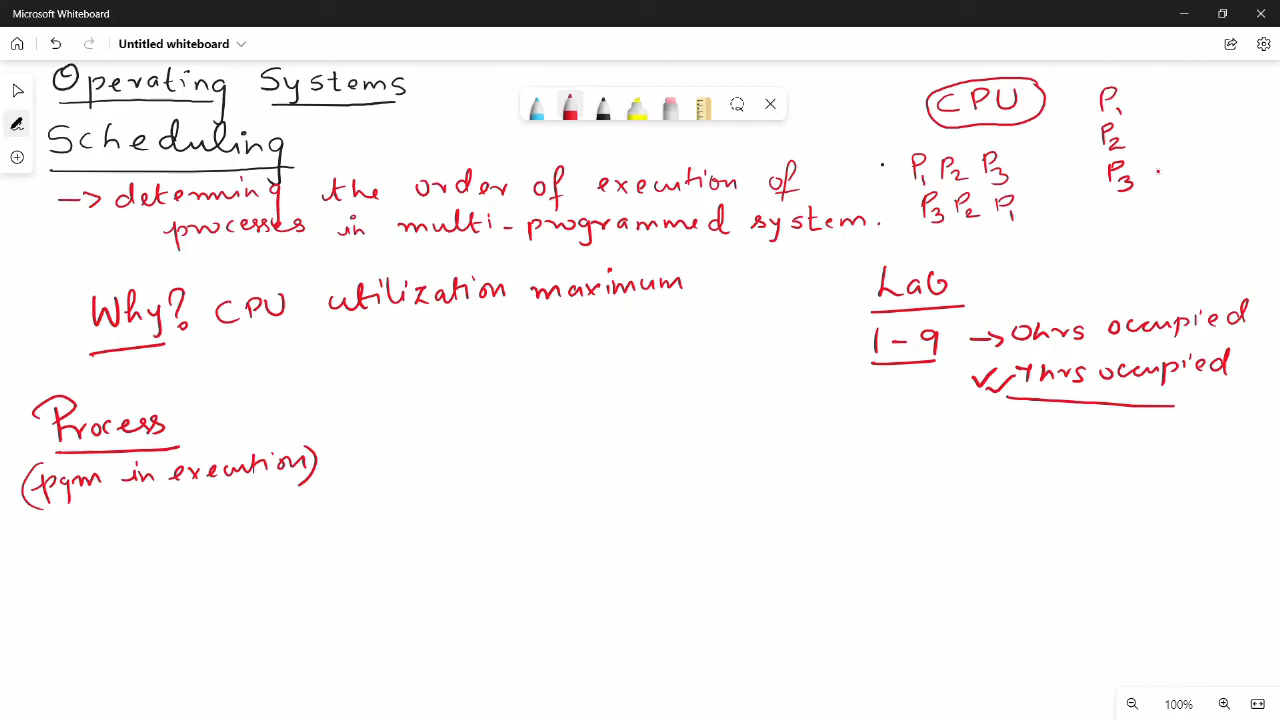 Microsoft Whiteboard
Untitled whiteboard
Operating Systems
Scheduling
→ determining the order of execution of
processes in multi-programmed system.
Why? CPU utilization maximum
Process
(pgm in execution)
CPU
P1
P2
P3
P1 P2 P3
P3 P2 P1
Lab
1 - 9 → 0hrs occupied
✓✓ 7hrs occupied
100%